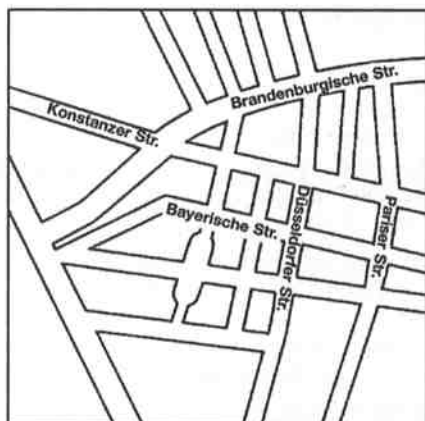 Brandenburgische Str.
Konstanzer Str.
Bayerische Str.
Düsseldorfer Str.
Pariser Str.